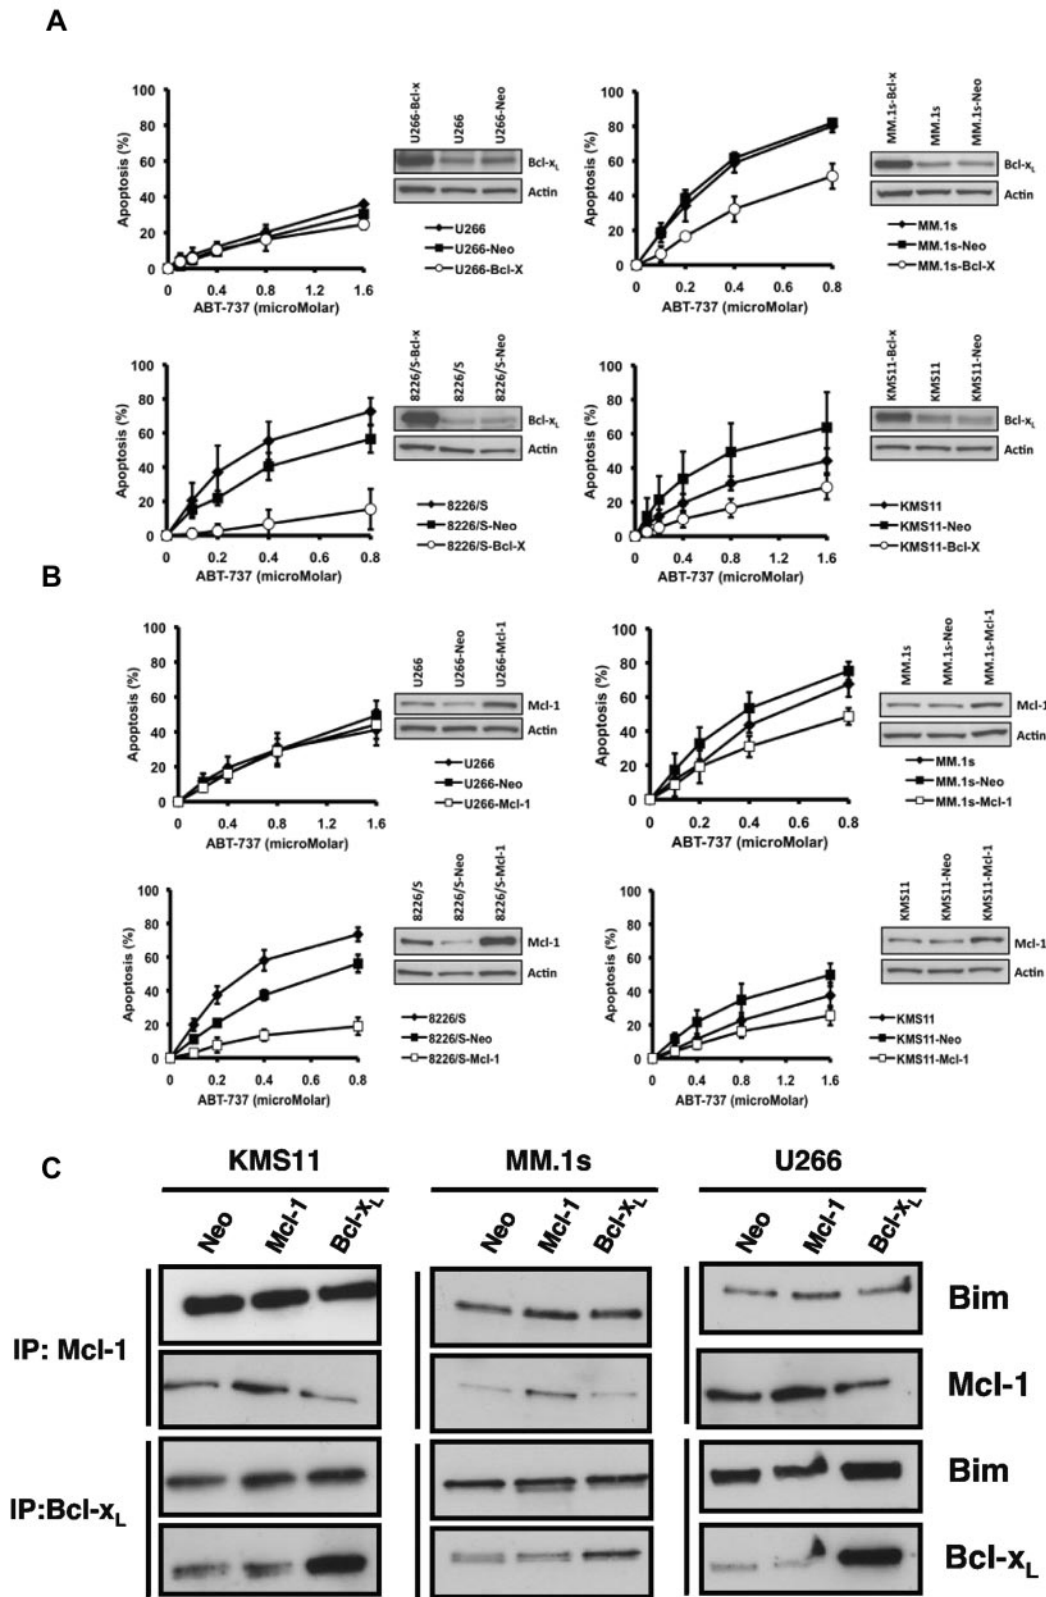 A
U266-Bcl-x
U266
U266-Neo
Bcl-xL
Actin
Apoptosis (%)
100
80
60
40
20
0
0 0.4 0.8 1.2 1.6
ABT-737 (microMolar)
U266
U266-Neo
U266-Bcl-X
MM.1s-Bcl-x
MM.1s
MM.1s-Neo
Bcl-xL
Actin
Apoptosis (%)
100
80
60
40
20
0
0 0.2 0.4 0.6 0.8
ABT-737 (microMolar)
MM.1s
MM.1s-Neo
MM.1s-Bcl-X
8226/S-Bcl-x
8226/S
8226/S-Neo
Bcl-xL
Actin
Apoptosis (%)
100
80
60
40
20
0
0 0.2 0.4 0.6 0.8
ABT-737 (microMolar)
8226/S
8226/S-Neo
8226/S-Bcl-X
KMS11-Bcl-x
KMS11
KMS11-Neo
Bcl-xL
Actin
Apoptosis (%)
100
80
60
40
20
0
0 0.4 0.8 1.2 1.6
ABT-737 (microMolar)
KMS11
KMS11-Neo
KMS11-Bcl-X
B
U266
U266-Neo
U266-Mcl-1
Mcl-1
Actin
Apoptosis (%)
100
80
60
40
20
0
0 0.4 0.8 1.2 1.6
ABT-737 (microMolar)
U266
U266-Neo
U266-Mcl-1
MM.1s
MM.1s-Neo
MM.1s-Mcl-1
Mcl-1
Actin
Apoptosis (%)
100
80
60
40
20
0
0 0.2 0.4 0.6 0.8
ABT-737 (microMolar)
MM.1s
MM.1s-Neo
MM.1s-Mcl-1
8226/S
8226/S-Neo
8226/S-Mcl-1
Mcl-1
Actin
Apoptosis (%)
100
80
60
40
20
0
0 0.2 0.4 0.6 0.8
ABT-737 (microMolar)
8226/S
8226/S-Neo
8226/S-Mcl-1
KMS11
KMS11-Neo
KMS11-Mcl-1
Mcl-1
Actin
Apoptosis (%)
100
80
60
40
20
0
0 0.4 0.8 1.2 1.6
ABT-737 (microMolar)
KMS11
KMS11-Neo
KMS11-Mcl-1
C
KMS11 MM.1s U266
Neo Mcl-1 Bcl-xL Neo Mcl-1 Bcl-xL Neo Mcl-1 Bcl-xL
Bim
IP: Mcl-1
Mcl-1
Bim
IP:Bcl-xL
Bcl-xL